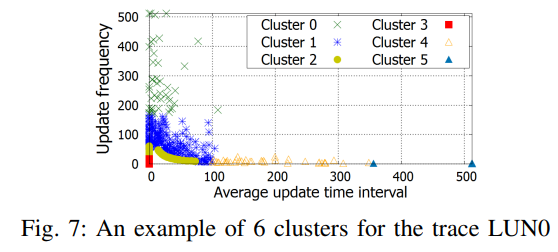 Update frequency
500
400
300
200
100
0
Cluster 0
Cluster 1
Cluster 2
Cluster 3
Cluster 4
Cluster 5
0 100 200 300 400 500
Average update time interval
Fig. 7: An example of 6 clusters for the trace LUN0